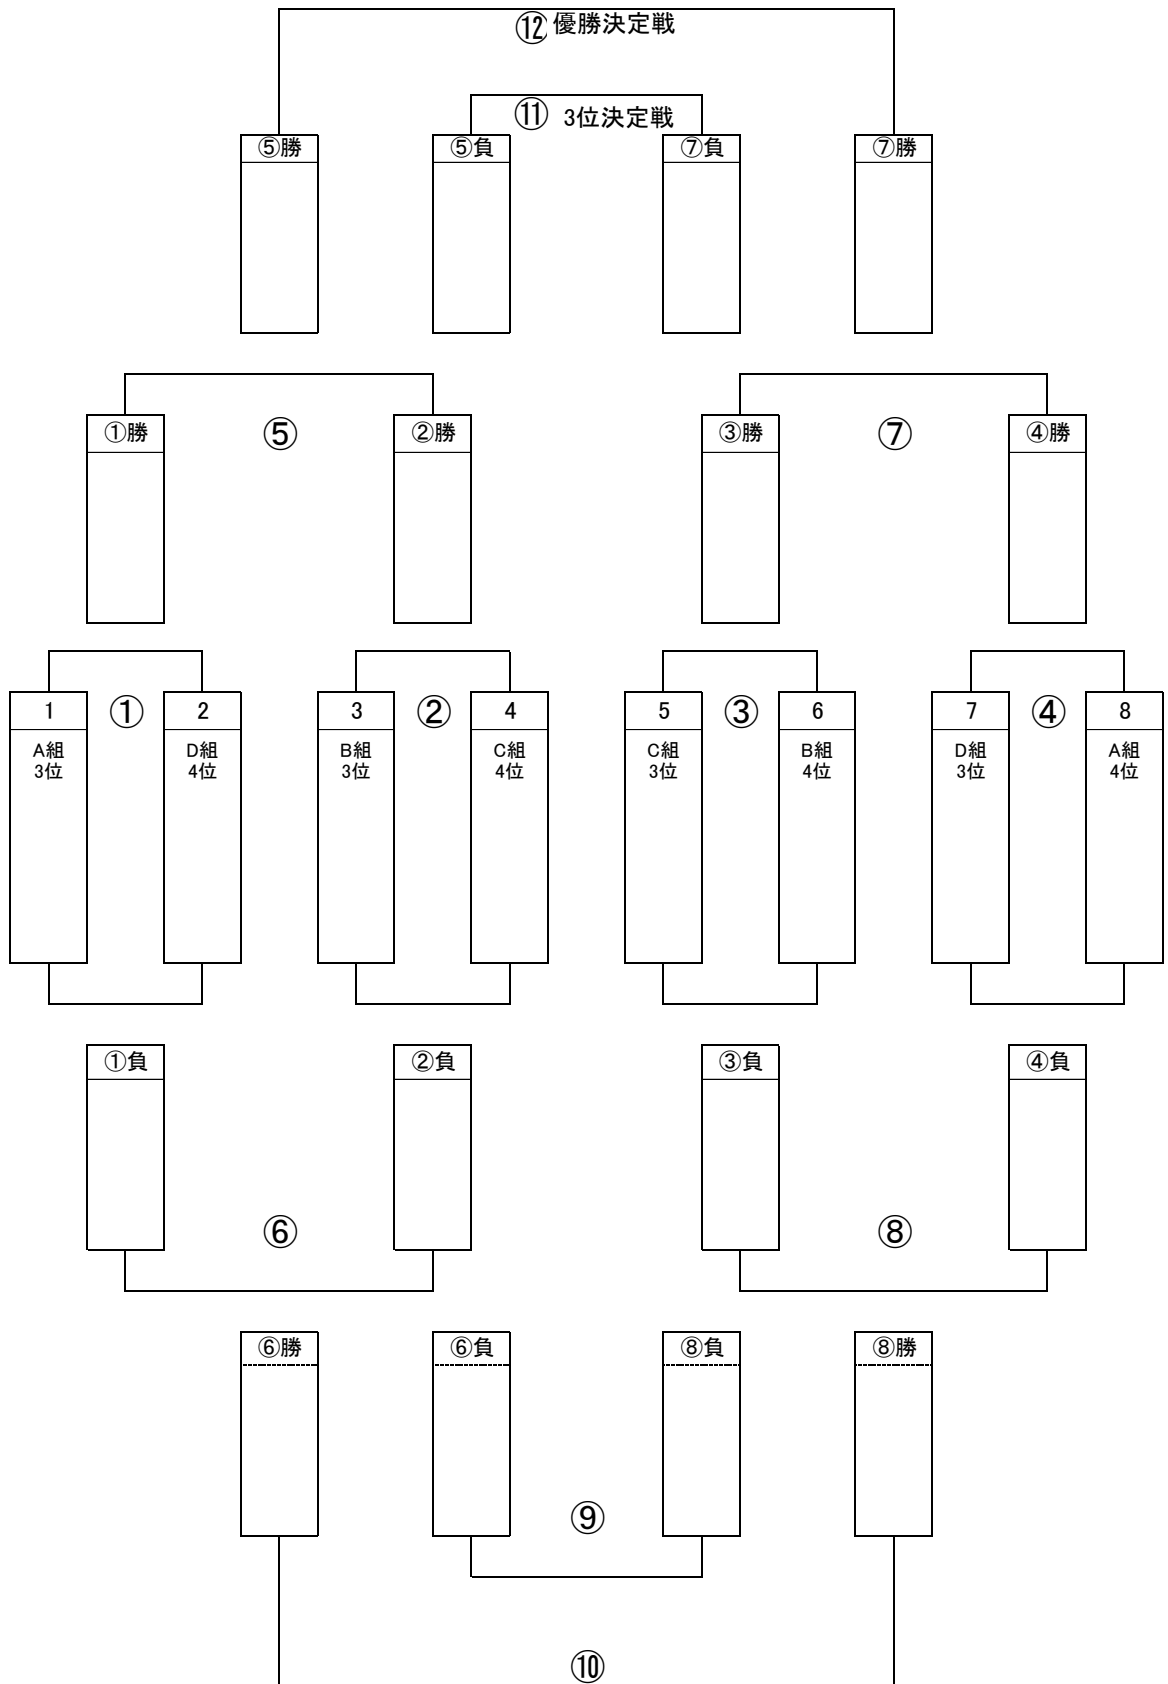 ⑫ 優勝決定戦
⑪ 3位決定戦
⑤勝 ⑤負 ⑦負 ⑦勝
①勝 ⑤ ②勝 ③勝 ⑦ ④勝
1 ① 2 3 ② 4 5 ③ 6 7 ④ 8
A組 D組 B組 C組 C組 B組 D組 A組
3位 4位 3位 4位 3位 4位 3位 4位
①負 ②負 ③負 ④負
⑥ ⑧
⑥勝 ⑥負 ⑧負 ⑧勝
⑨
⑩